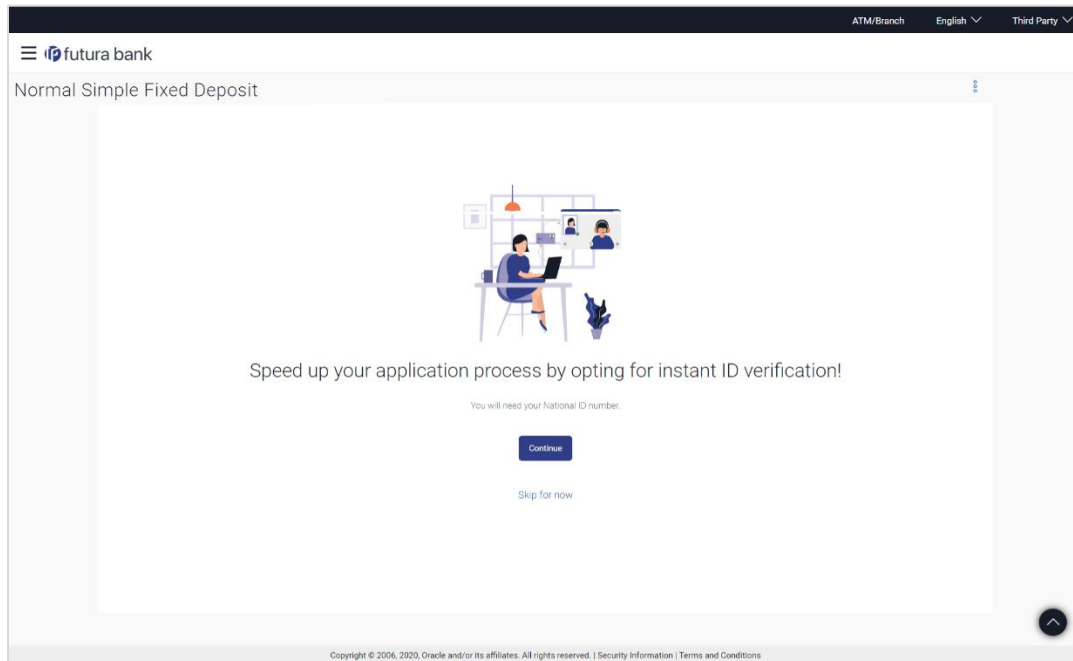 ATM/Branch English Third Party
futura bank
Normal Simple Fixed Deposit
Speed up your application process by opting for instant ID verification!
You will need your National ID number.
Continue
Skip for now
Copyright © 2006, 2020, Oracle and/or its affiliates. All rights reserved. | Security Information | Terms and Conditions